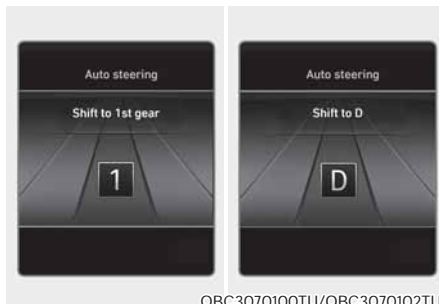 Auto steering
Shift to 1st gear
1
Auto steering
Shift to D
D
OBC3070100TU/OBC3070102TU